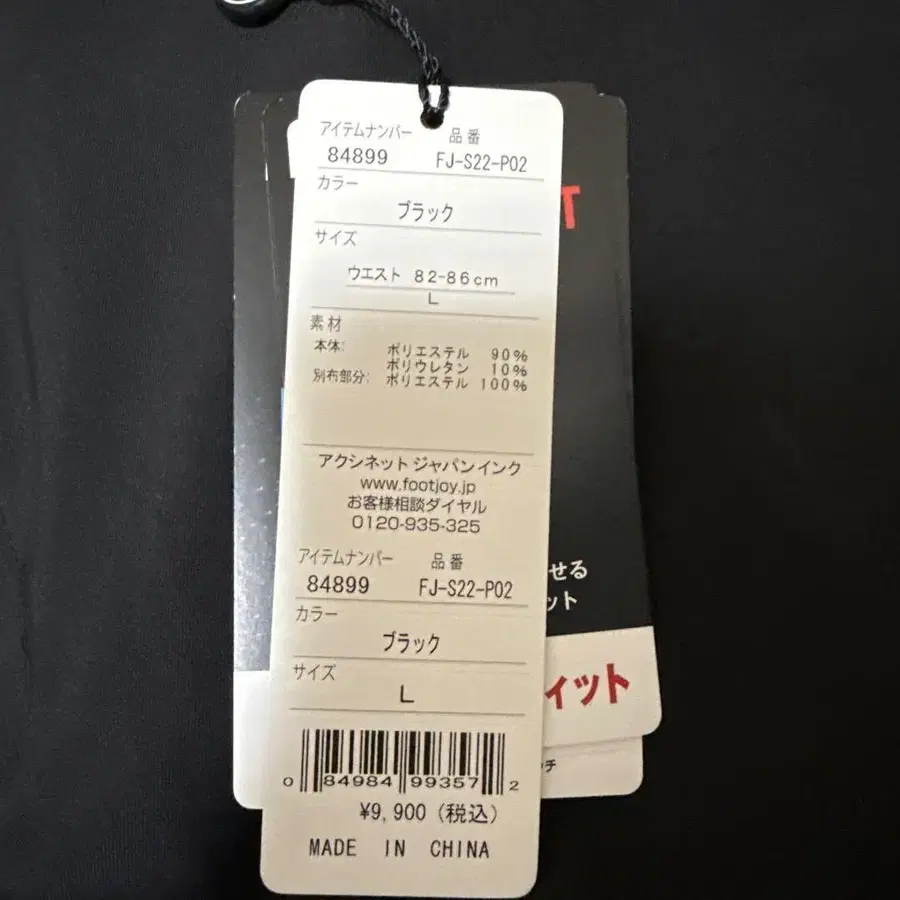 アイテムナンバー 品番
84899 FJ-S22-P02
カラー
ブラック
サイズ
ウエスト 82-86cm
L
素材
本体: ポリエステル 90%
ポリウレタン 10%
別布部分: ポリエステル 100%
アクシネット ジャパン インク
www.footjoy.jp
お客様相談ダイヤル
0120-935-325
アイテムナンバー 品番
84899 FJ-S22-P02
カラー
ブラック
サイズ
L
0 84984 99357 2
¥9,900 (税込)
MADE IN CHINA
T
せる
ット
ィット
チ